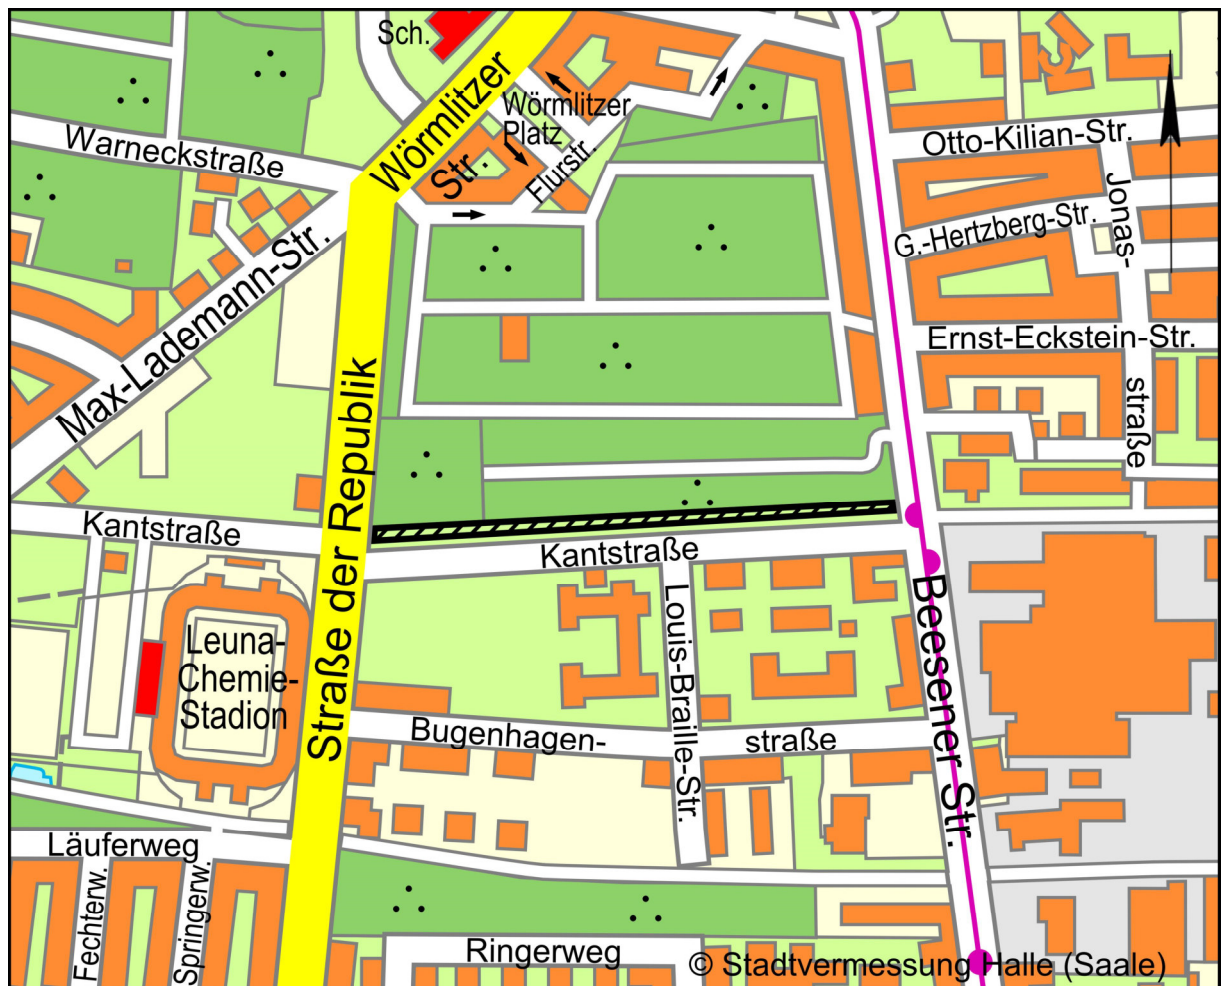 Sch.
Wörmlitzer
Str.
Wörmlitzer
Platz
Flurstr.
Warneckstraße
Max-Lademann-Str.
Otto-Kilian-Str.
Jonas-
straße
G.-Hertzberg-Str.
Ernst-Eckstein-Str.
Straße der Republik
Kantstraße
Kantstraße
Louis-Braille-Str.
Beesener Str.
Leuna-
Chemie-
Stadion
Bugenhagen-
straße
Läuferweg
Fechterw.
Springerw.
Ringerweg
© Stadtvermessung Halle (Saale)